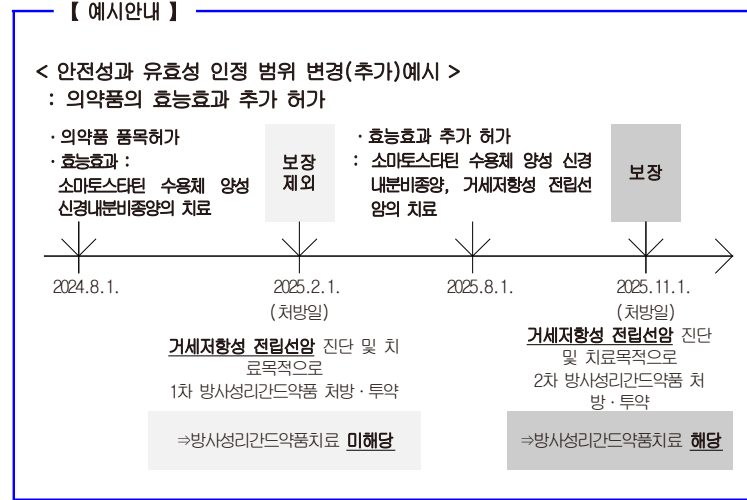 【 예시안내 】
< 안전성과 유효성 인정 범위 변경(추가)예시 >
: 의약품의 효능효과 추가 허가
· 의약품 품목허가
· 효능효과 :
소마토스타틴 수용체 양성
신경내분비종양의 치료
보장
제외
· 효능효과 추가 허가
: 소마토스타틴 수용체 양성 신경
내분비종양, 거세저항성 전립선
암의 치료
보장
2024.8.1.
2025.2.1.
(처방일)
2025.8.1.
2025.11.1.
(처방일)
거세저항성 전립선암 진단 및 치
료목적으로
1차 방사성리간드약품 처방·투약
거세저항성 전립선암 진단
및 치료목적으로
2차 방사성리간드약품 처
방·투약
⇒방사성리간드약품치료 미해당
⇒방사성리간드약품치료 해당